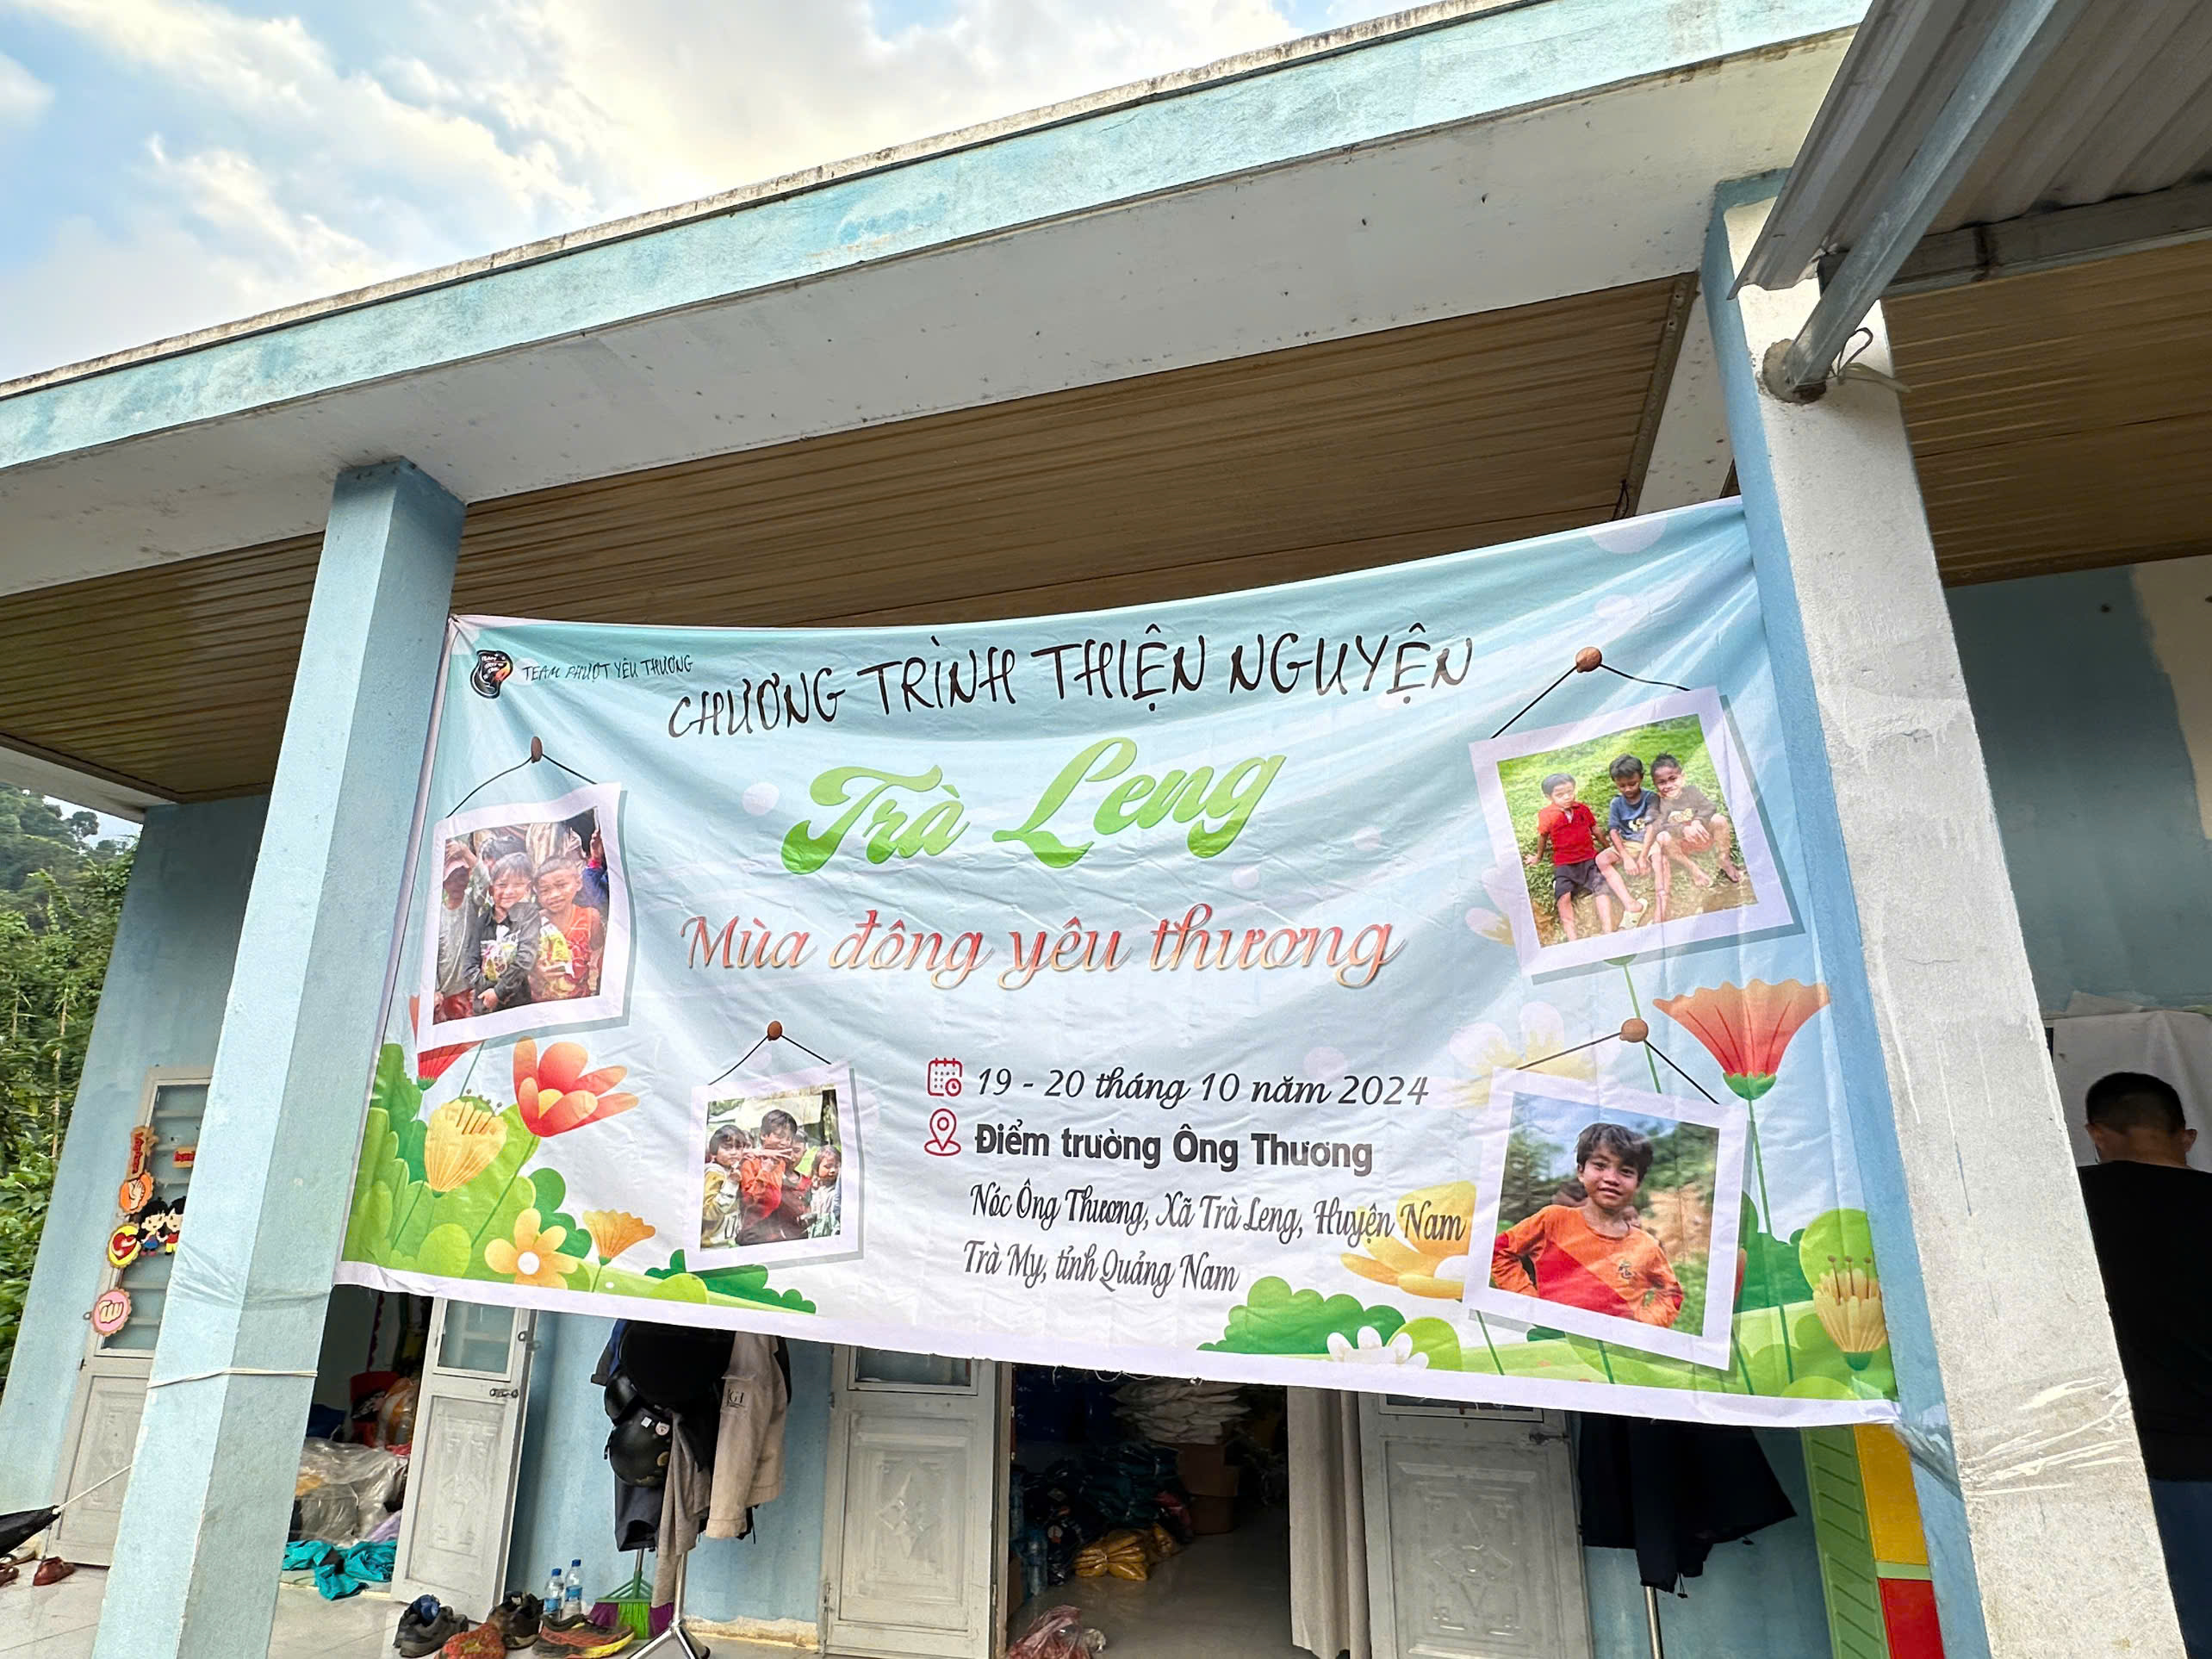 TEAM PHƯỢT YÊU THƯƠNG
CHƯƠNG TRÌNH THIỆN NGUYỆN
Trà Leng
Mùa đông yêu thương
19 - 20 tháng 10 năm 2024
Điểm trường Ông Thương
Nóc Ông Thương, Xã Trà Leng, Huyện Nam
Trà My, tỉnh Quảng Nam